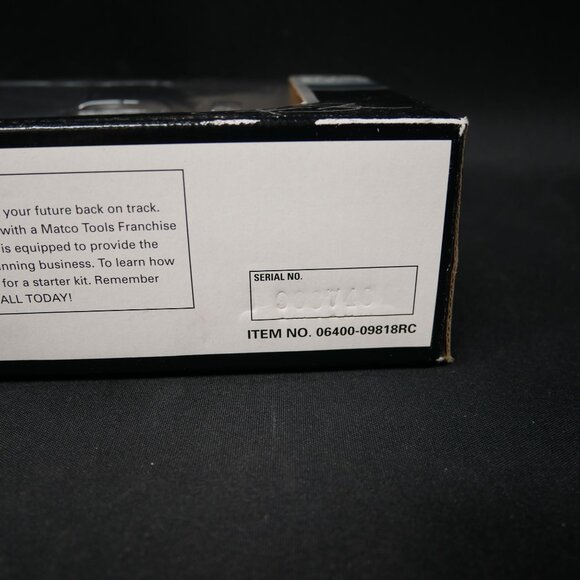 your future back on track.
with a Matco Tools Franchise
is equipped to provide the
nning business. To learn how
for a starter kit. Remember
ALL TODAY!
SERIAL NO.
ITEM NO. 06400-09818RC